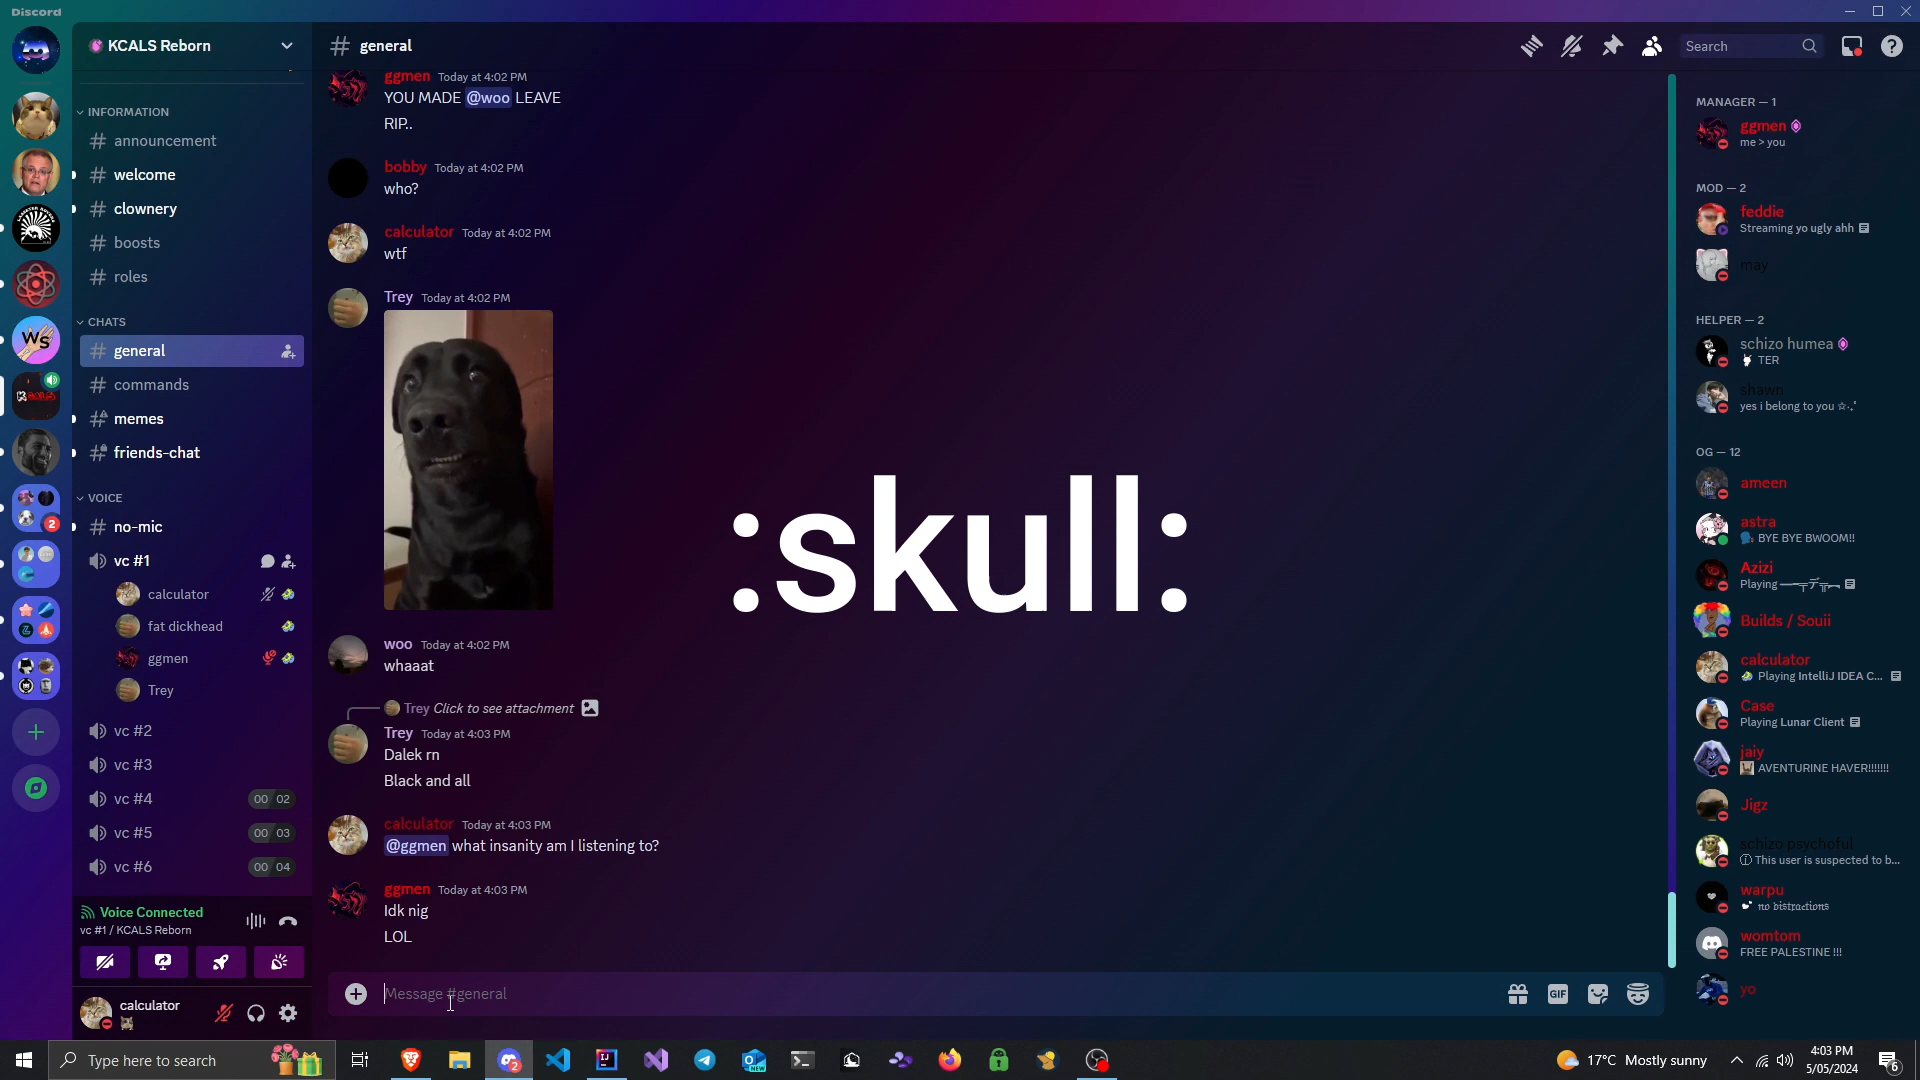 Discord
KCALS Reborn
INFORMATION
announcement
welcome
clownery
boosts
roles
CHATS
general
commands
memes
friends-chat
VOICE
no-mic
vc #1
calculator
fat dickhead
ggmen
Trey
vc #2
vc #3
vc #4
00 02
vc #5
00 03
vc #6
00 04
Voice Connected
vc #1 / KCALS Reborn
calculator
WS
2
general
Search
ggmen Today at 4:02 PM
YOU MADE @woo LEAVE
RIP..
bobby Today at 4:02 PM
who?
calculator Today at 4:02 PM
wtf
Trey Today at 4:02 PM
:skull:
woo Today at 4:02 PM
whaaat
Trey Click to see attachment
Trey Today at 4:03 PM
Dalek rn
Black and all
calculator Today at 4:03 PM
@ggmen what insanity am I listening to?
ggmen Today at 4:03 PM
Idk nig
LOL
Message #general
GIF
MANAGER — 1
ggmen
me > you
MOD — 2
feddie
Streaming yo ugly ahh
may
HELPER — 2
schizo humea
TER
shawn
yes i belong to you
OG — 12
ameen
astra
BYE BYE BWOOM!!
Azizi
Playing
Builds / Souii
calculator
Playing IntelliJ IDEA C...
Case
Playing Lunar Client
jaiy
AVENTURINE HAVER!!!!!!!
Jigz
schizo psychotul
This user is suspected to b...
warpu
no distractions
womtom
FREE PALESTINE !!!
yo
Type here to search
2
NEW
17°C Mostly sunny
4:03 PM
5/05/2024
6